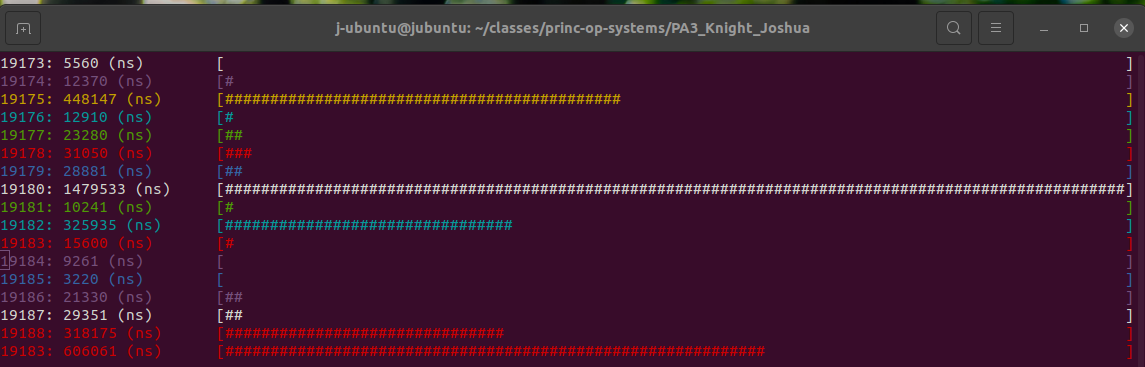 j-ubuntu@jubuntu: ~/classes/princ-op-systems/PA3_Knight_Joshua
19173: 5560 (ns) [ ]
19174: 12370 (ns) [# ]
19175: 448147 (ns) [############################################ ]
19176: 12910 (ns) [# ]
19177: 23280 (ns) [## ]
19178: 31050 (ns) [### ]
19179: 28881 (ns) [## ]
19180: 1479533 (ns) [####################################################################################################]
19181: 10241 (ns) [# ]
19182: 325935 (ns) [################################ ]
19183: 15600 (ns) [# ]
19184: 9261 (ns) [ ]
19185: 3220 (ns) [ ]
19186: 21330 (ns) [## ]
19187: 29351 (ns) [## ]
19188: 318175 (ns) [############################### ]
19183: 606061 (ns) [############################################################ ]